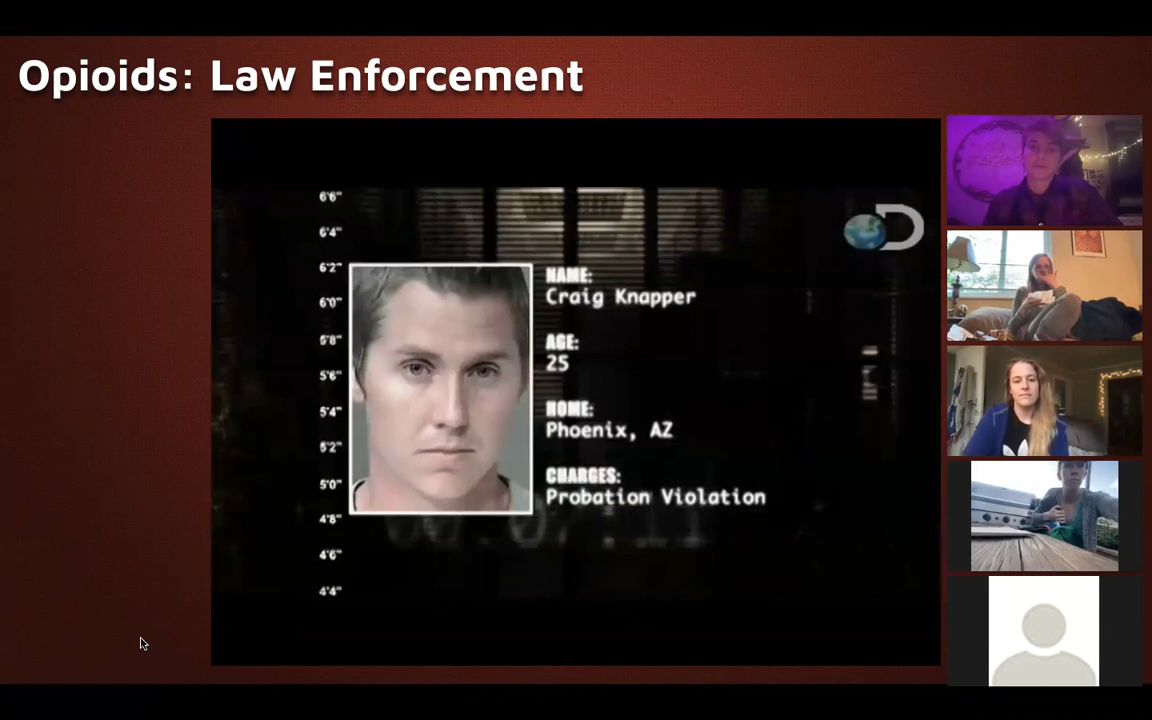 Opioids: Law Enforcement
6'6"
6'4"
6'2"
6'0"
5'8"
5'6"
5'4"
5'2"
5'0"
4'8"
4'6"
4'4"
NAME:
Craig Knapper
AGE:
25
HOME:
Phoenix, AZ
CHARGES:
Probation Violation
D